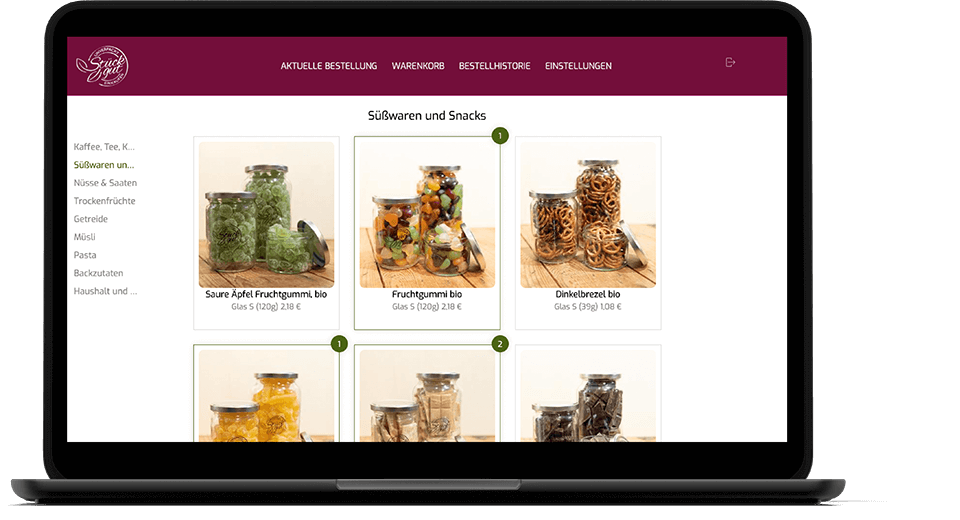 UNVERPACKT
Stück
gut
EINKAUFEN
AKTUELLE BESTELLUNG
WARENKORB
BESTELLHISTORIE
EINSTELLUNGEN
Süßwaren und Snacks
Kaffee, Tee, K...
Süßwaren un...
Nüsse & Saaten
Trockenfrüchte
Getreide
Müsli
Pasta
Backzutaten
Haushalt und ...
Saure Äpfel Fruchtgummi, bio
Glas S (120g) 2,18 €
1
Fruchtgummi bio
Glas S (120g) 2,18 €
Dinkelbrezel bio
Glas S (39g) 1,08 €
1
2